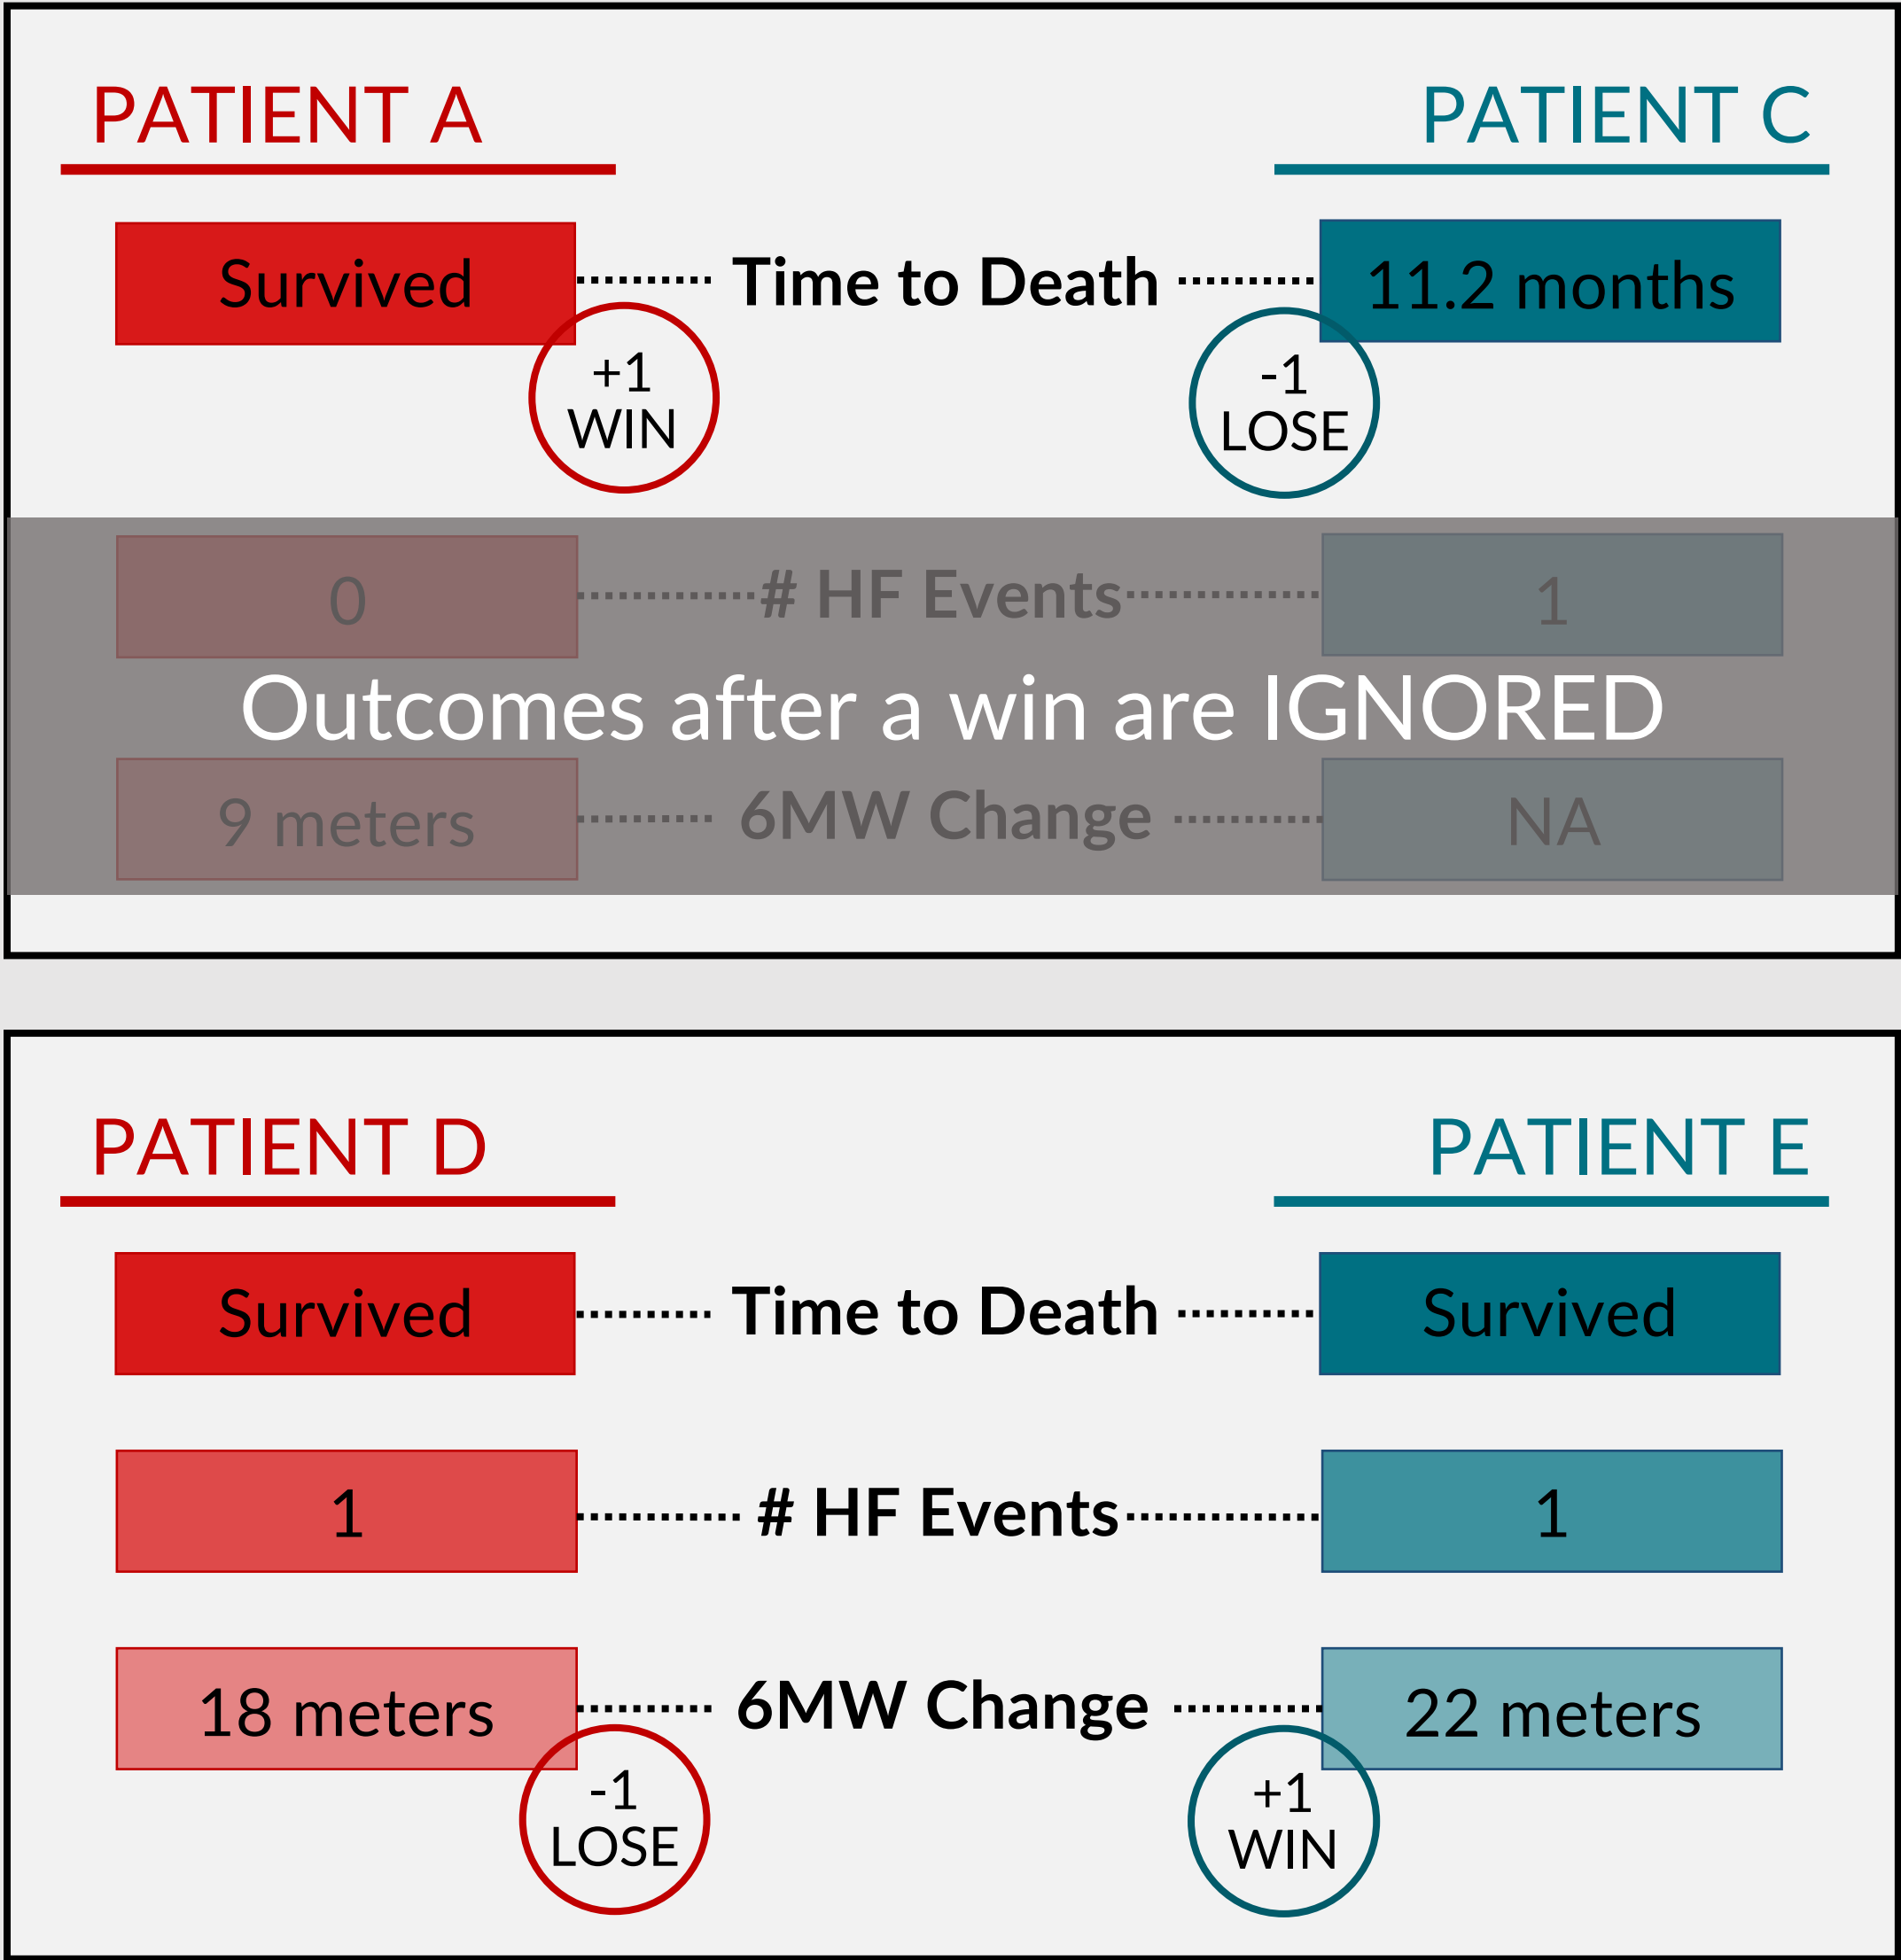 PATIENT A
PATIENT C
Survived
Time to Death
11.2 months
+1
WIN
-1
LOSE
0
# HF Events
1
Outcomes after a win are IGNORED
9 meters
6MW Change
NA
PATIENT D
PATIENT E
Survived
Time to Death
Survived
1
# HF Events
1
18 meters
6MW Change
22 meters
-1
LOSE
+1
WIN